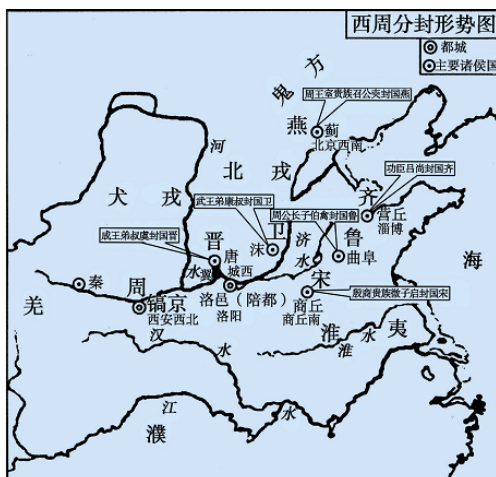 西周分封形势图
都城
主要诸侯国
鬼方
周王室贵族召公奭封国燕
燕
蓟
北京西南
河
北戎
犬戎
功臣吕尚封国齐
齐
营丘
淄博
武王弟康叔封国卫
卫
沬
周公长子伯禽封国鲁
鲁
曲阜
济
水
成王弟叔虞封国晋
晋
唐
翼城西
水
海
秦
周
羌
镐京
西安西北
洛邑（陪都）
洛阳
宋
商丘
商丘南
殷商贵族微子启封国宋
汉
水
淮夷
淮
水
江
水
濮